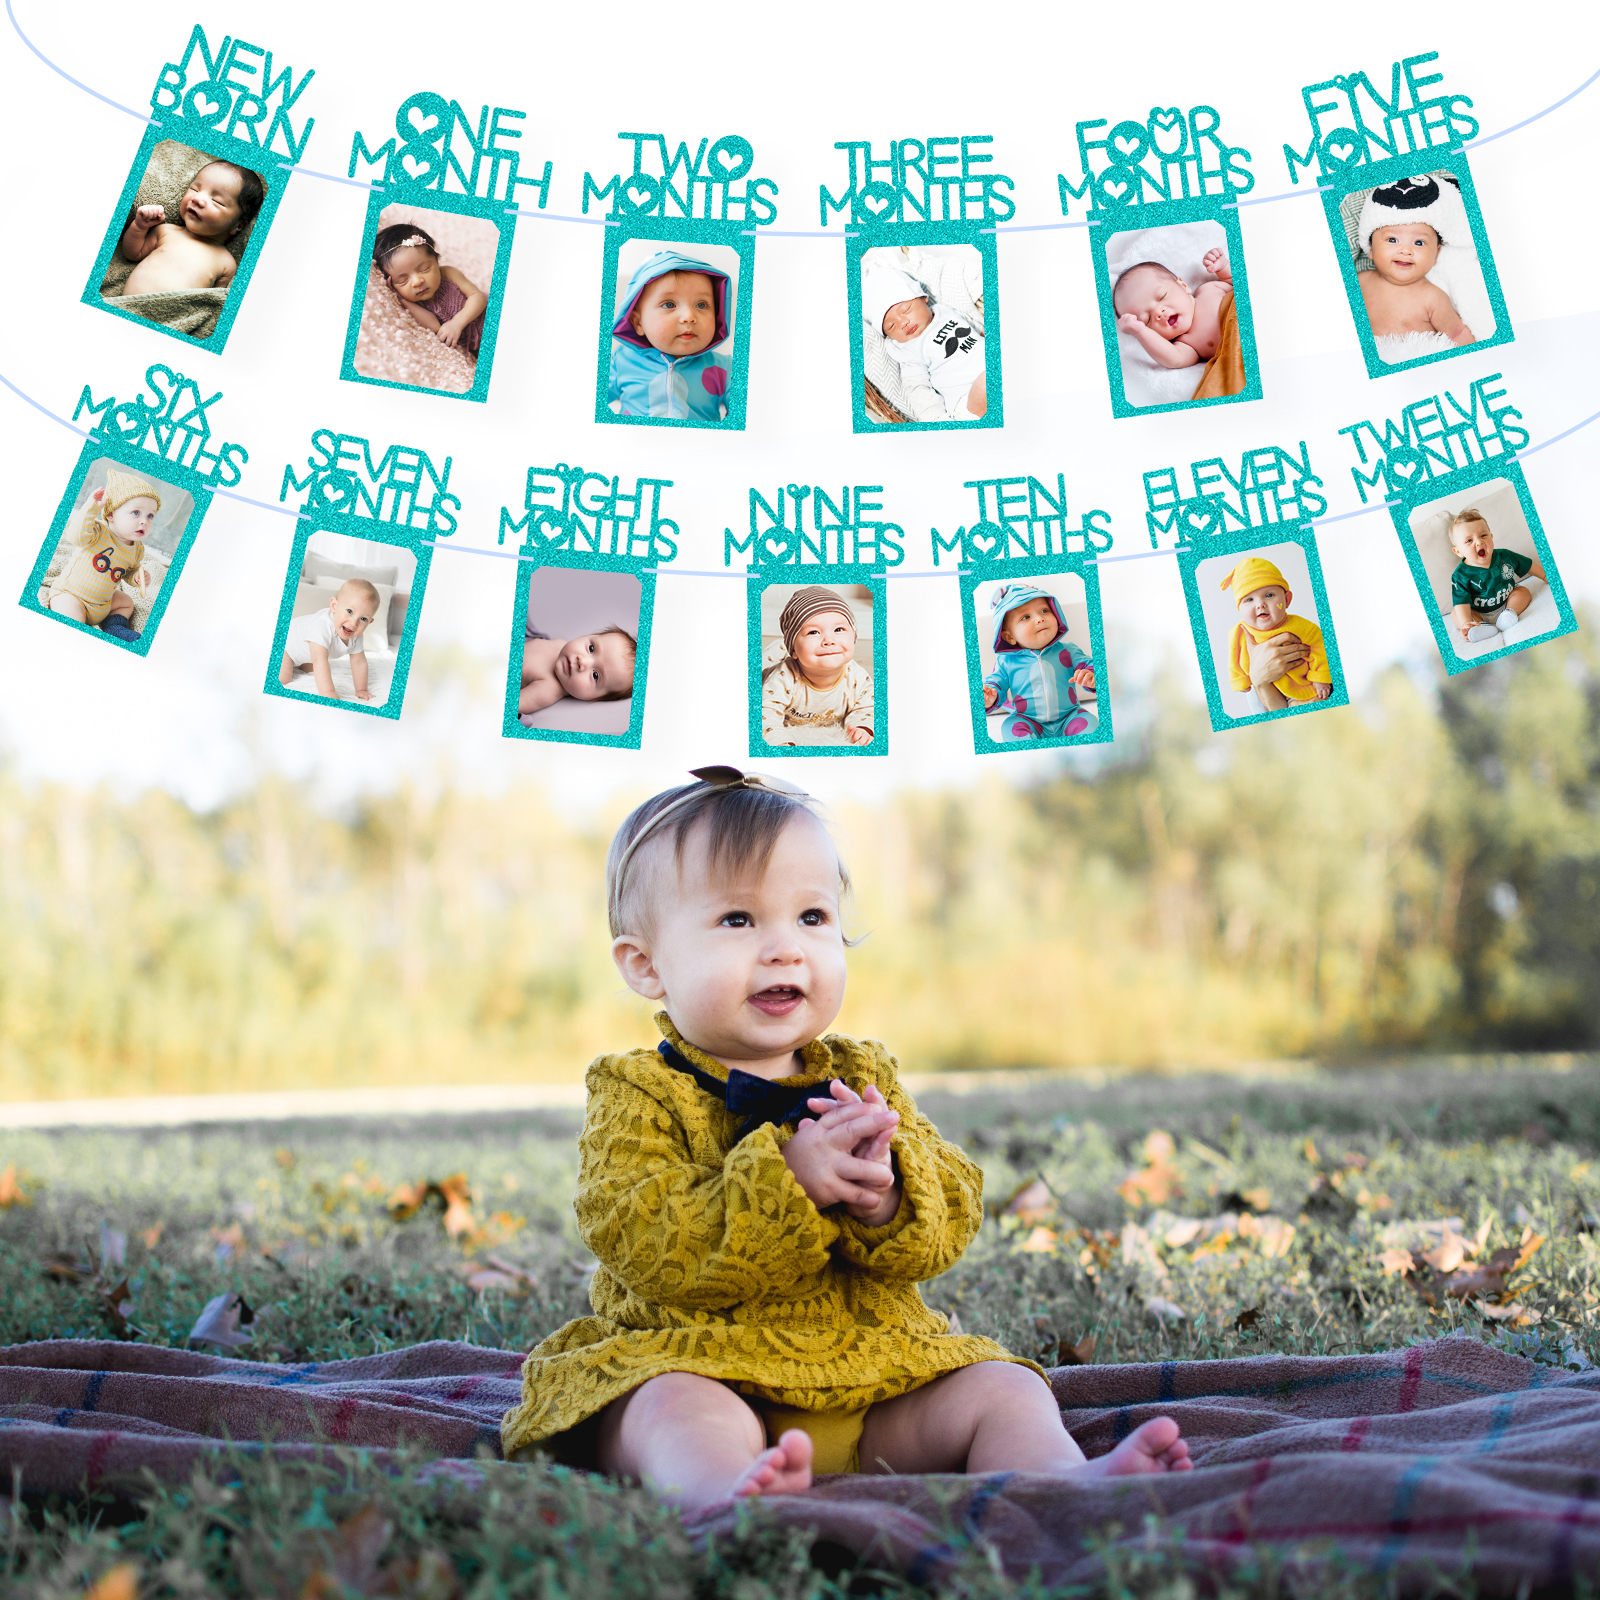 NEW
BORN
ONE
MONTH
TWO
MONTHS
THREE
MONTHS
LITTLE
MAN
FOUR
MONTHS
FIVE
MONTHS
SIX
MONTHS
SEVEN
MONTHS
EIGHT
MONTHS
NINE
MONTHS
TEN
MONTHS
ELEVEN
MONTHS
TWELVE
MONTHS